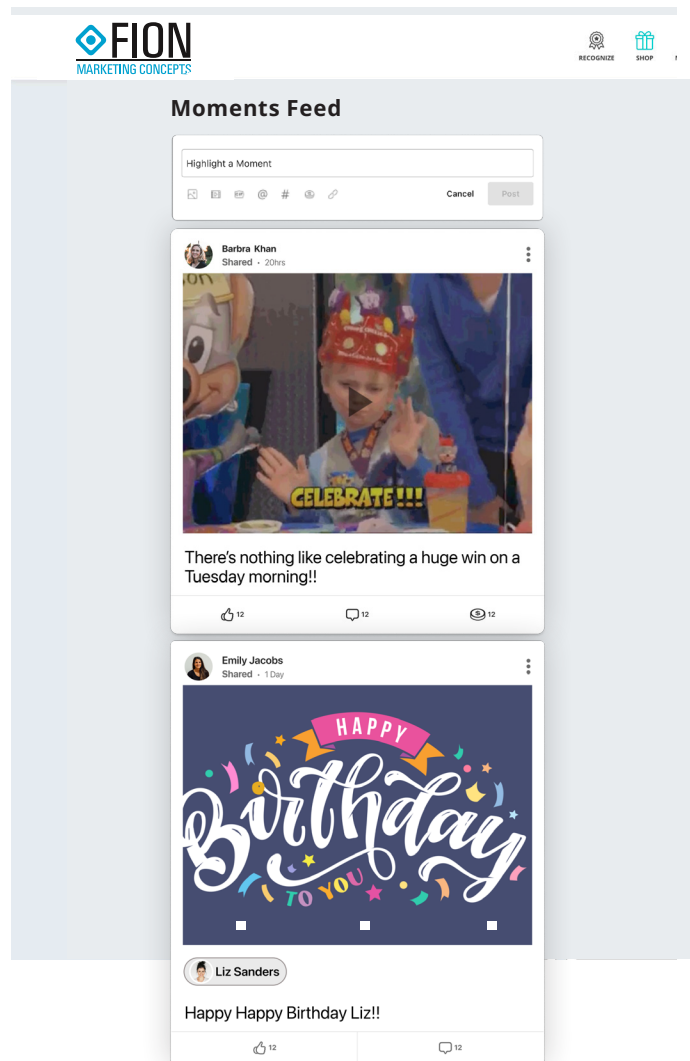 FION
MARKETING CONCEPTS
RECOGNIZE
SHOP
Moments Feed
Highlight a Moment
GIF
@
#
Cancel
Post
Barbra Khan
Shared · 20hrs
CELEBRATE!!!
There’s nothing like celebrating a huge win on a
Tuesday morning!!
12
12
12
Emily Jacobs
Shared · 1 Day
HAPPY
Birthday
TO YOU
Liz Sanders
Happy Happy Birthday Liz!!
12
12